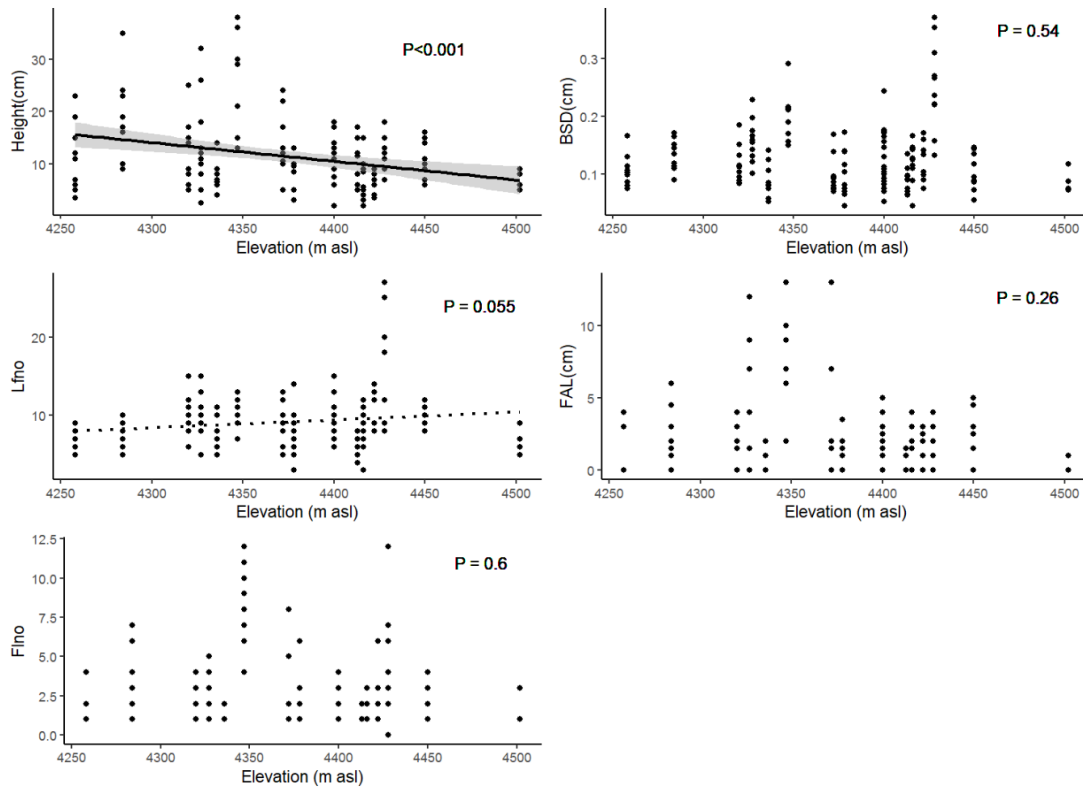 P<0.001
Height(cm)
30
20
10
4250 4300 4350 4400 4450 4500
Elevation (m asl)
P = 0.54
BSD(cm)
0.3
0.2
0.1
4250 4300 4350 4400 4450 4500
Elevation (m asl)
P = 0.055
Lfno
20
10
4250 4300 4350 4400 4450 4500
Elevation (m asl)
P = 0.26
FAL(cm)
10
5
0
4250 4300 4350 4400 4450 4500
Elevation (m asl)
P = 0.6
Flno
12.5
10.0
7.5
5.0
2.5
0.0
4250 4300 4350 4400 4450 4500
Elevation (m asl)